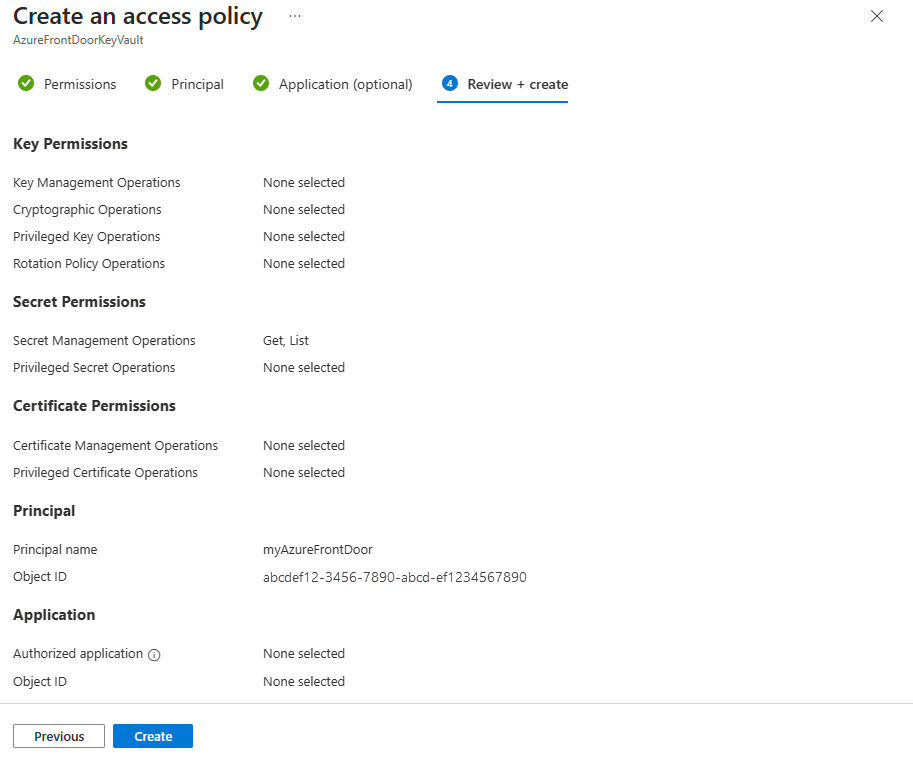 Create an access policy ...
AzureFrontDoorKeyVault
Permissions Principal Application (optional) 4 Review + create
Key Permissions
Key Management Operations None selected
Cryptographic Operations None selected
Privileged Key Operations None selected
Rotation Policy Operations None selected
Secret Permissions
Secret Management Operations Get, List
Privileged Secret Operations None selected
Certificate Permissions
Certificate Management Operations None selected
Privileged Certificate Operations None selected
Principal
Principal name myAzureFrontDoor
Object ID abcdef12-3456-7890-abcd-ef1234567890
Application
Authorized application None selected
Object ID None selected
Previous Create